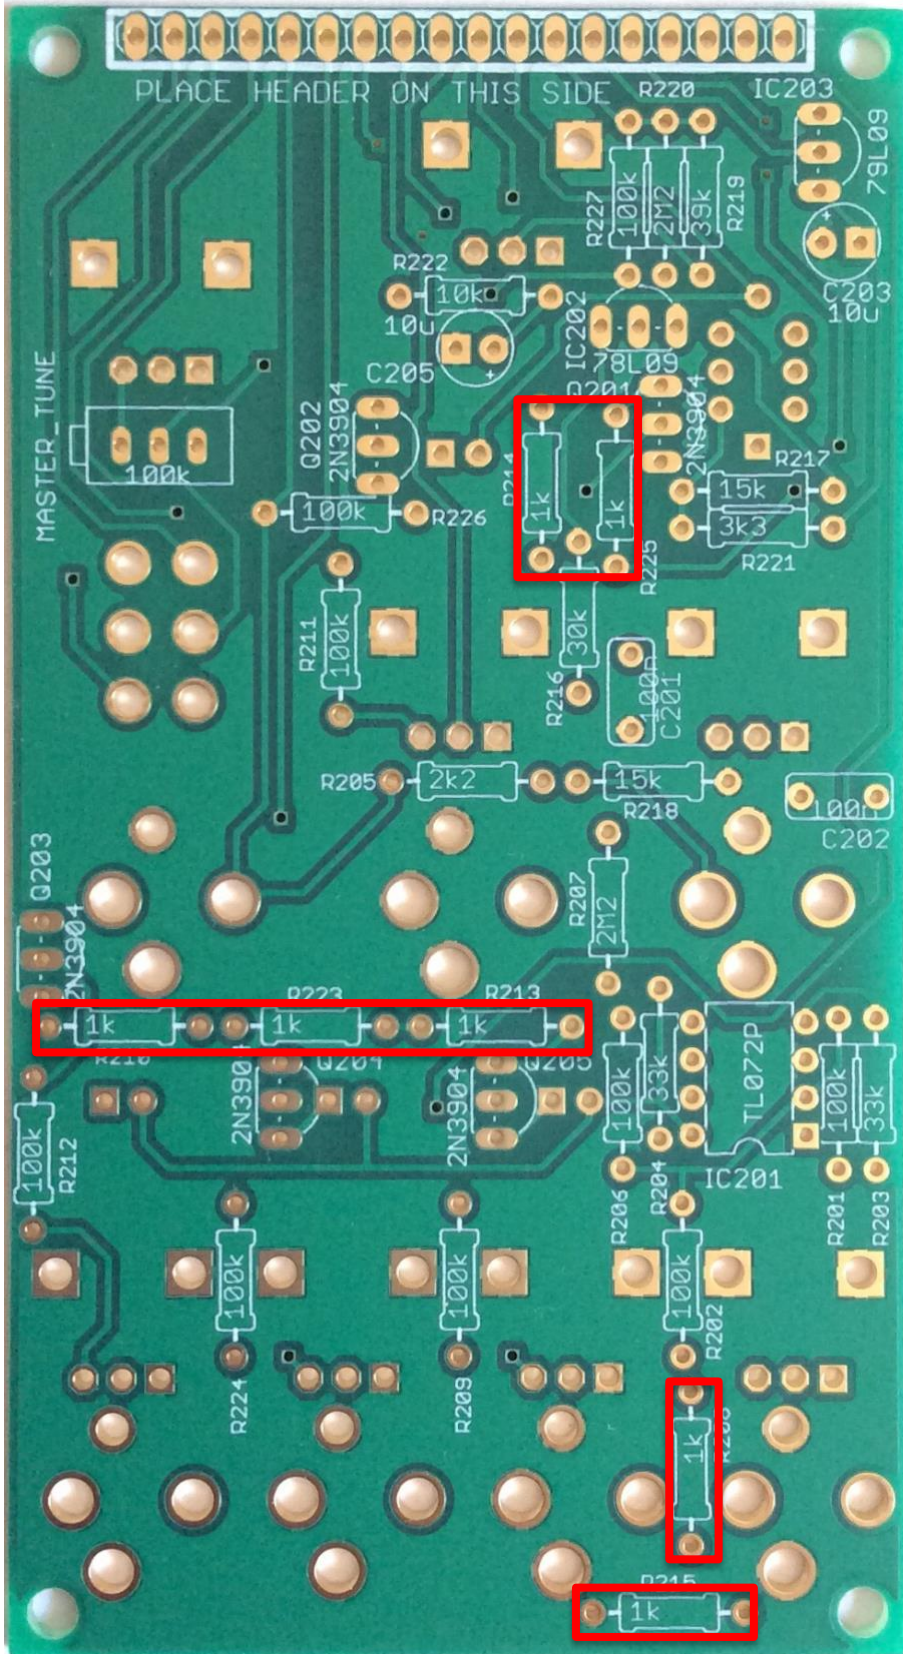 PLACE HEADER ON THIS SIDE
R220
IC203
79L09
R227
100k
2M2
39k
R219
C203
10u
R222
10k
10u
C205
IC202
78L09
MASTER_TUNE
100k
Q202
2N3904
R214
1k
1k
R225
2N3904
R217
15k
3k3
R221
100k
R226
R211
100k
30k
R216
100n
C201
R205
2k2
15k
R218
100n
C202
Q203
2N3904
R207
2M2
R223
R213
1k
1k
1k
Q204
2N3904
Q205
2N3904
100k
R212
100k
R206
33k
R204
TL072P
IC201
100k
R201
33k
R203
100k
R224
100k
R209
100k
R202
1k
R215
1k